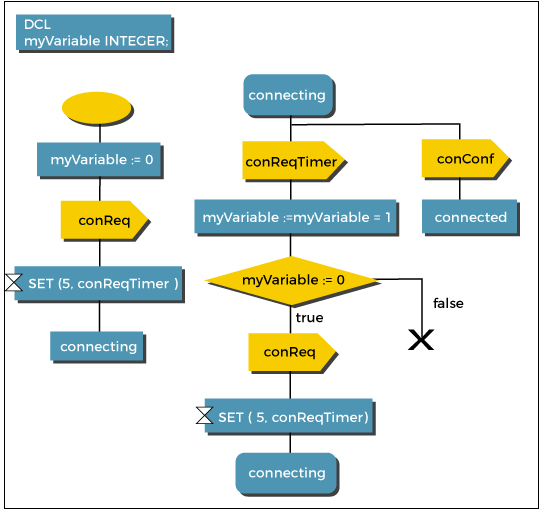 DCL
myVariable INTEGER;
myVariable := 0
conReq
SET (5, conReqTimer )
connecting
connecting
conReqTimer
conConf
myVariable :=myVariable = 1
connected
myVariable := 0
false
true
conReq
SET ( 5, conReqTimer)
connecting